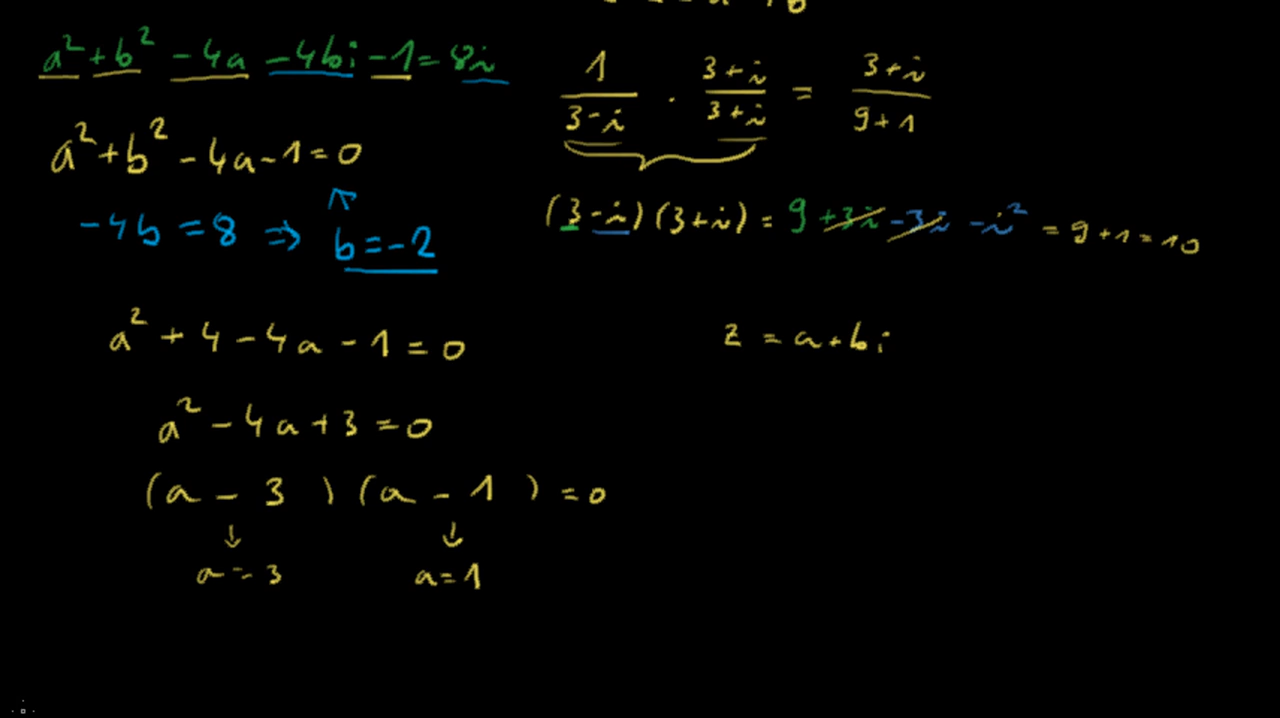 a² + b² - 4a - 4bi - 1 = 8i
a² + b² - 4a - 1 = 0
-4b = 8 ⇒ b = -2
a² + 4 - 4a - 1 = 0
a² - 4a + 3 = 0
(a - 3) (a - 1) = 0
↓ ↓
a = 3 a = 1
1/(3-i) · (3+i)/(3+i) = (3+i)/(9+1)
(3-i)(3+i) = 9 +3i -3i -i² = 9+1 = 10
z = a+bi